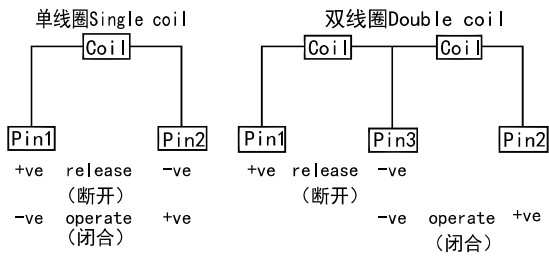 单线圈Single coil
双线圈Double coil
Coil
Coil
Coil
Pin1
Pin2
Pin1
Pin3
Pin2
+ve release -ve
(断开)
-ve operate +ve
(闭合)
+ve release -ve
(断开)
-ve operate +ve
(闭合)